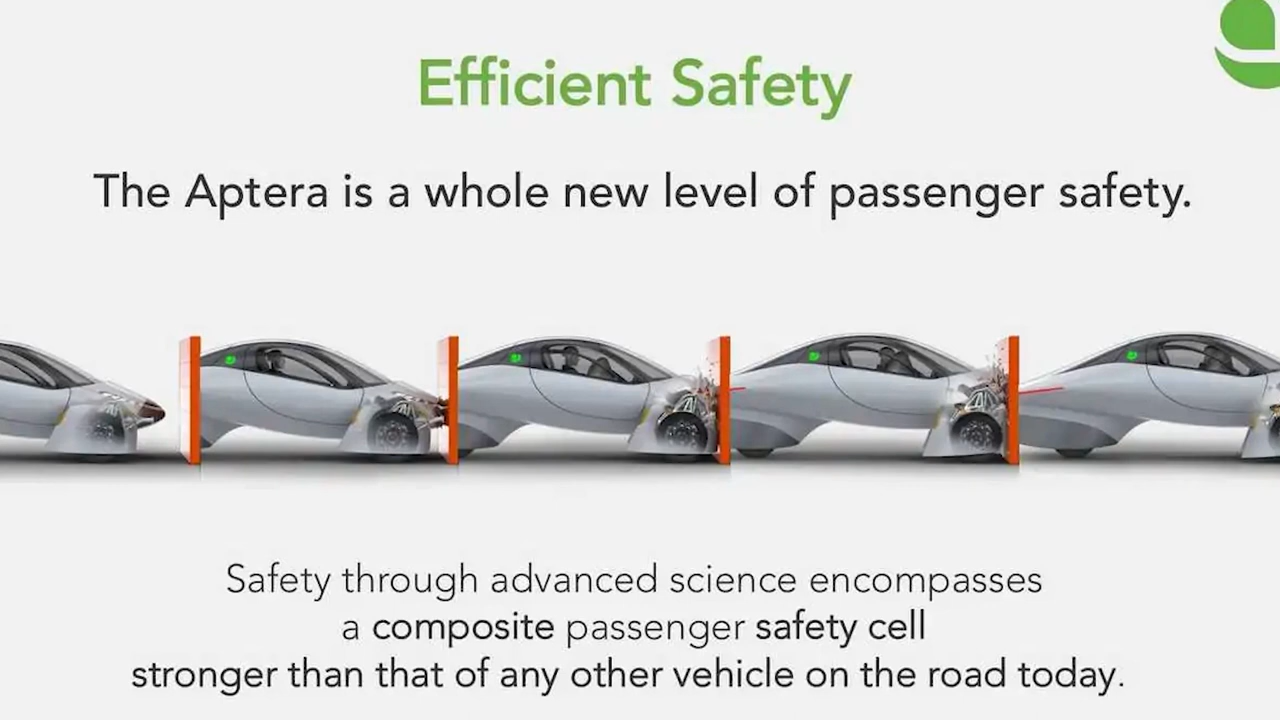 Efficient Safety
The Aptera is a whole new level of passenger safety.
Safety through advanced science encompasses
a composite passenger safety cell
stronger than that of any other vehicle on the road today.